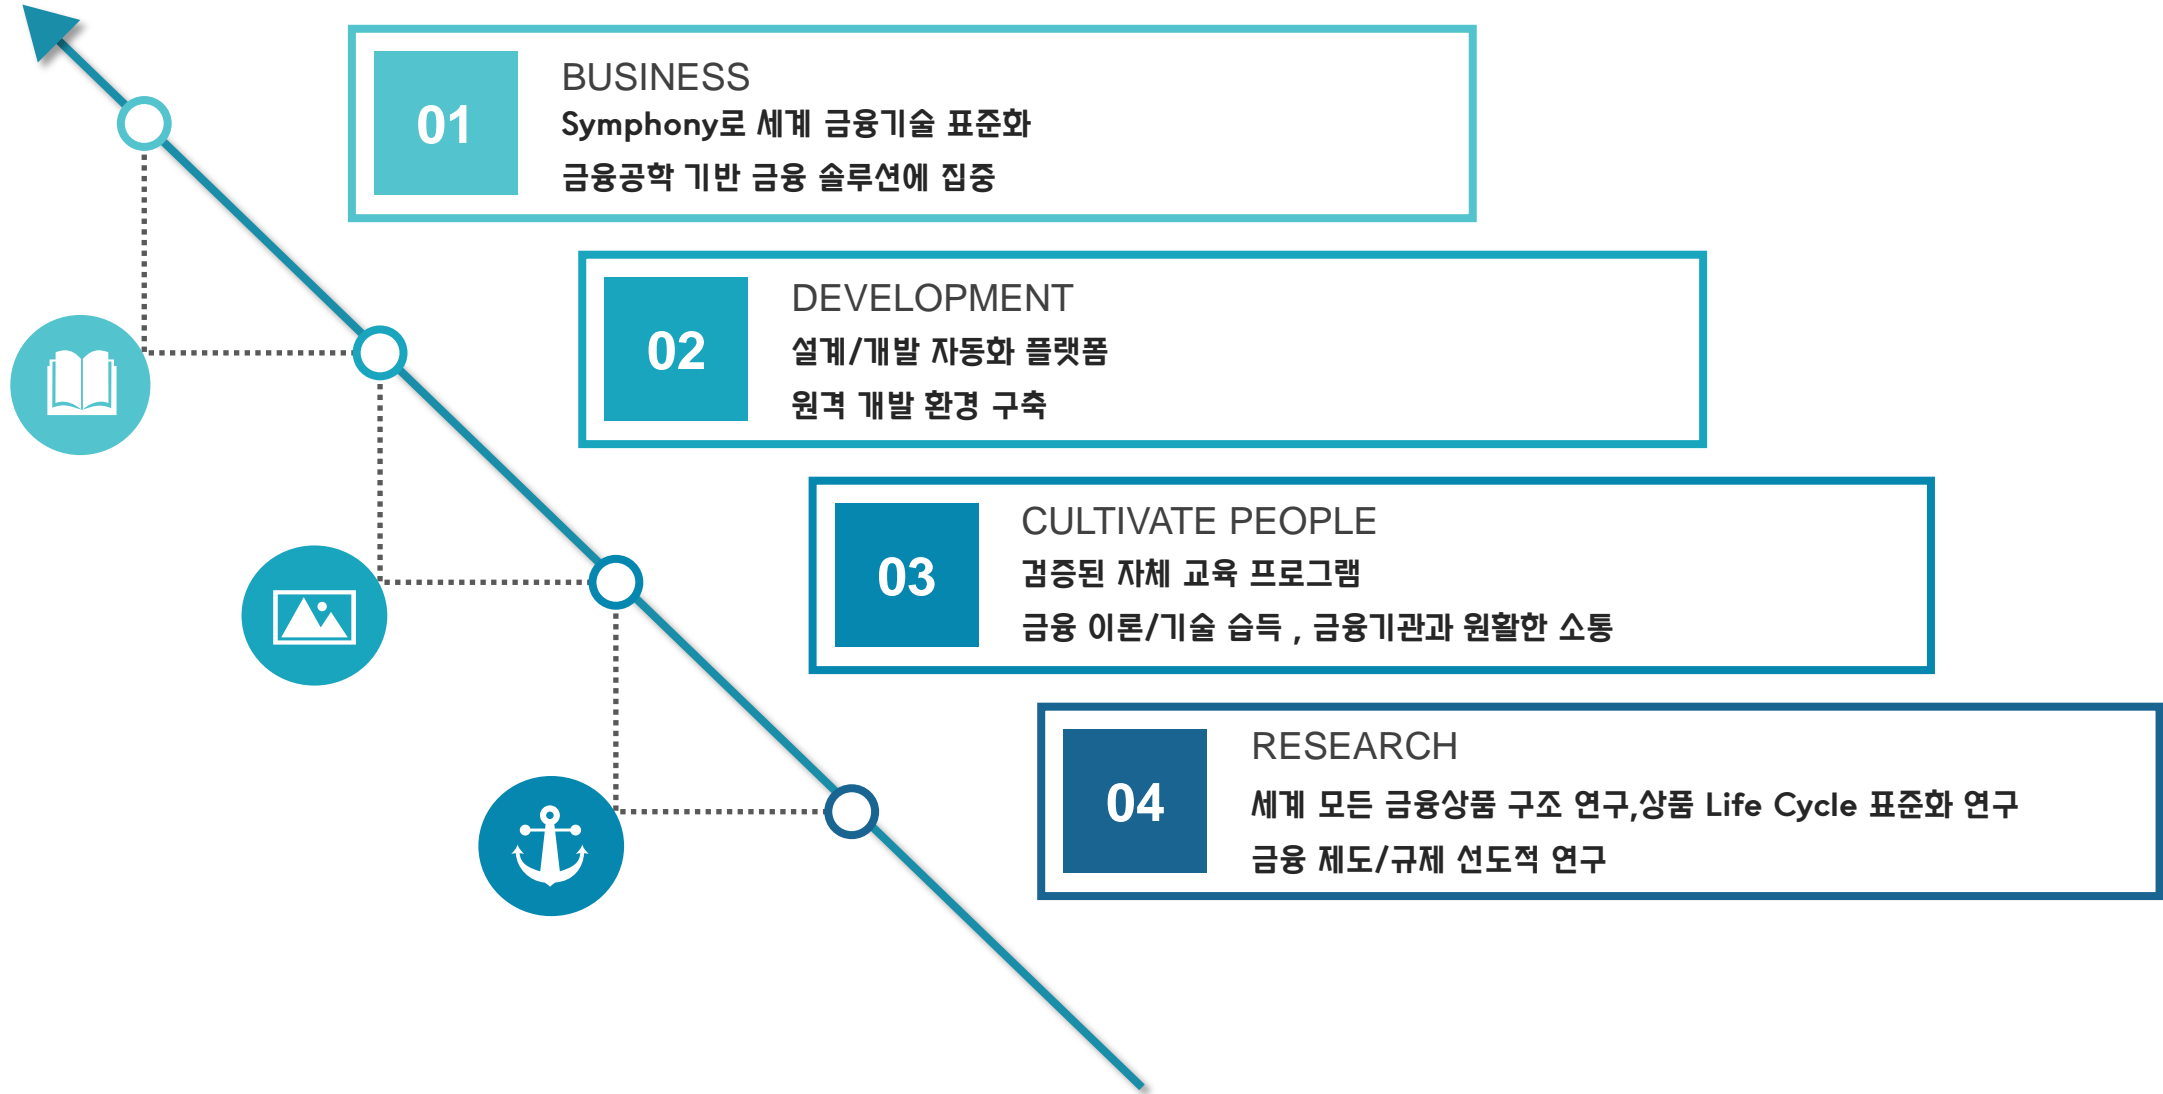 01
BUSINESS
Symphony로 세계 금융기술 표준화
금융공학 기반 금융 솔루션에 집중
02
DEVELOPMENT
설계/개발 자동화 플랫폼
원격 개발 환경 구축
03
CULTIVATE PEOPLE
검증된 자체 교육 프로그램
금융 이론/기술 습득 , 금융기관과 원활한 소통
04
RESEARCH
세계 모든 금융상품 구조 연구,상품 Life Cycle 표준화 연구
금융 제도/규제 선도적 연구